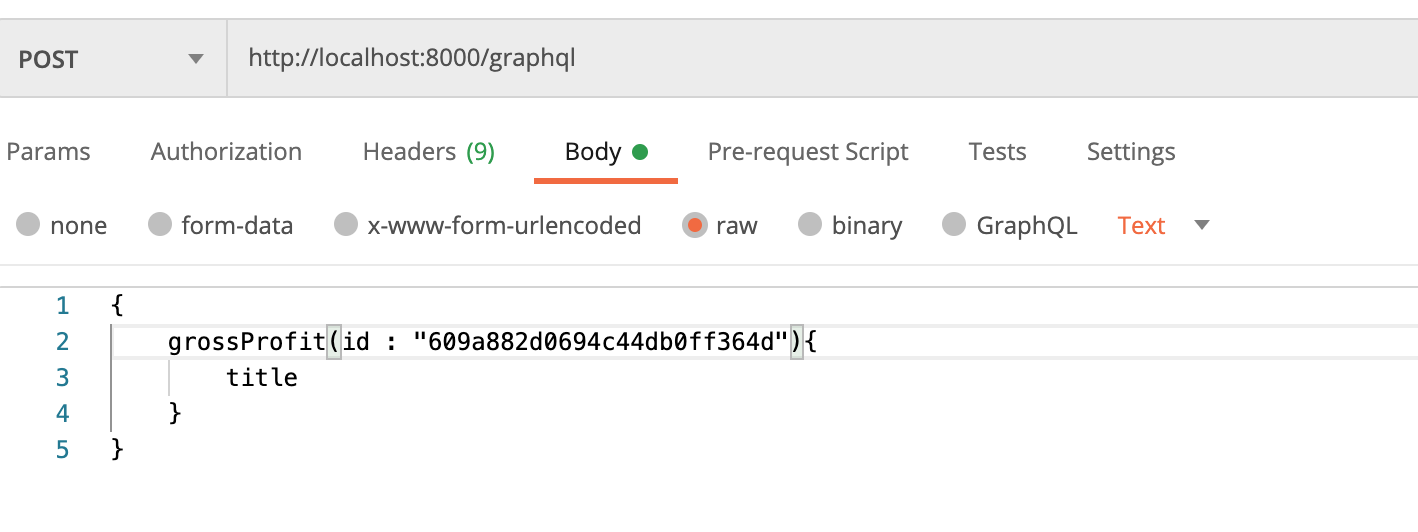 POST http://localhost:8000/graphql
Params Authorization Headers (9) Body Pre-request Script Tests Settings
none form-data x-www-form-urlencoded raw binary GraphQL Text
1 {
2 grossProfit(id : "609a882d0694c44db0ff364d"){
3 title
4 }
5 }